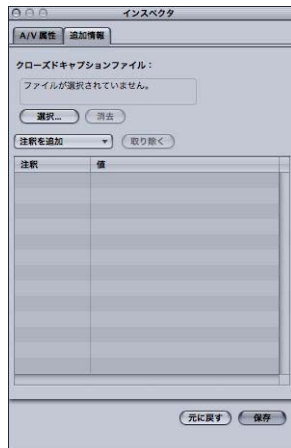 インスペクタ
A/V 属性 追加情報
クローズドキャプションファイル：
ファイルが選択されていません。
選択... 消去
注釈を追加 取り除く
注釈 値
元に戻す 保存